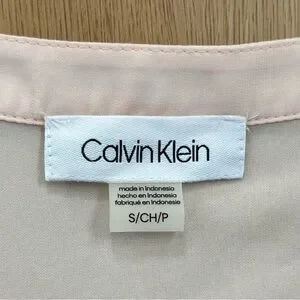 Calvin Klein
made in Indonesia
hecho en Indonesia
fabriqué en Indonésie
S/CH/P